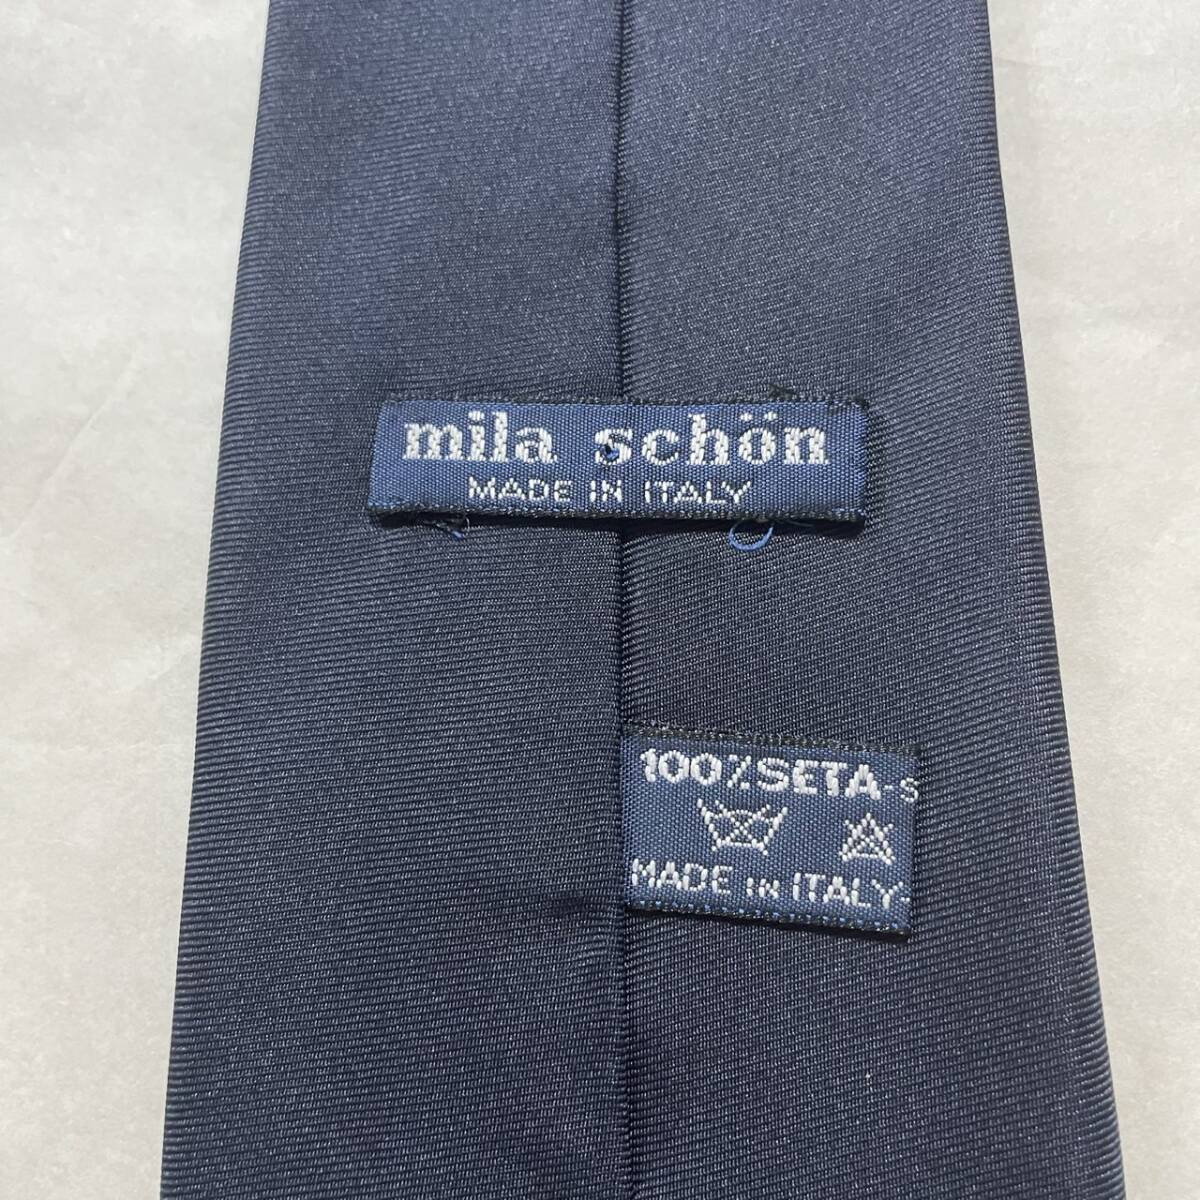 mila schön
MADE IN ITALY
100%SETA-S
MADE IN ITALY-